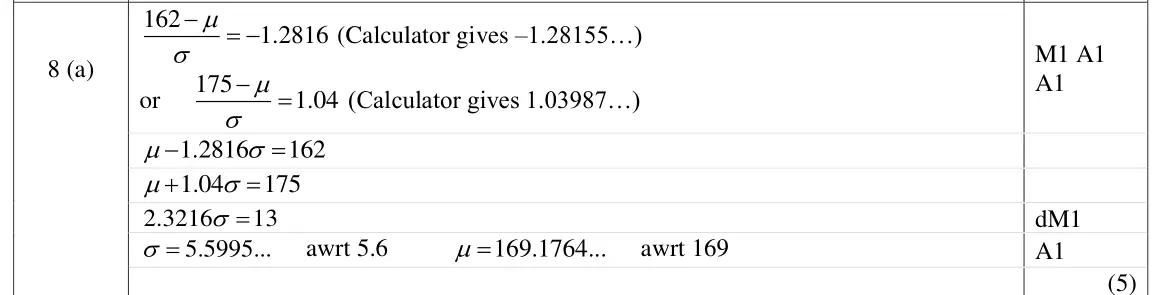 8 (a)
(162 − μ)/σ = −1.2816 (Calculator gives –1.28155…)
or (175 − μ)/σ = 1.04 (Calculator gives 1.03987…)
M1 A1
A1
μ − 1.2816σ = 162
μ + 1.04σ = 175
2.3216σ = 13 dM1
σ = 5.5995... awrt 5.6 μ = 169.1764... awrt 169 A1
(5)